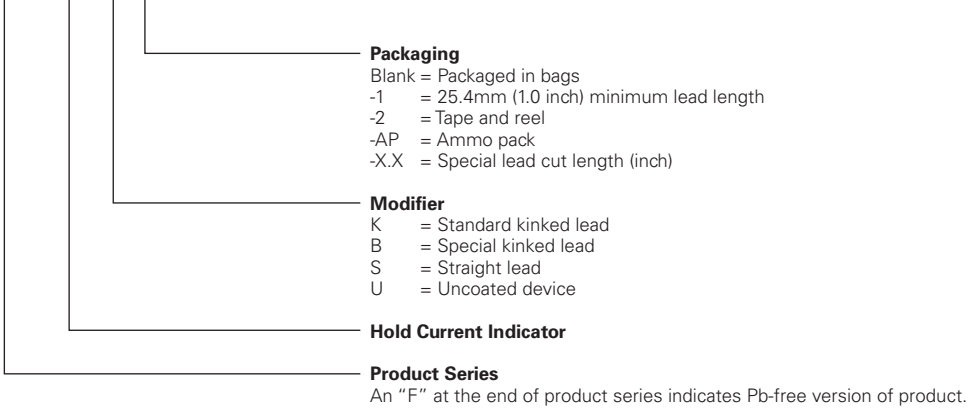 Packaging
Blank = Packaged in bags
-1 = 25.4mm (1.0 inch) minimum lead length
-2 = Tape and reel
-AP = Ammo pack
-X.X = Special lead cut length (inch)
Modifier
K = Standard kinked lead
B = Special kinked lead
S = Straight lead
U = Uncoated device
Hold Current Indicator
Product Series
An “F” at the end of product series indicates Pb-free version of product.